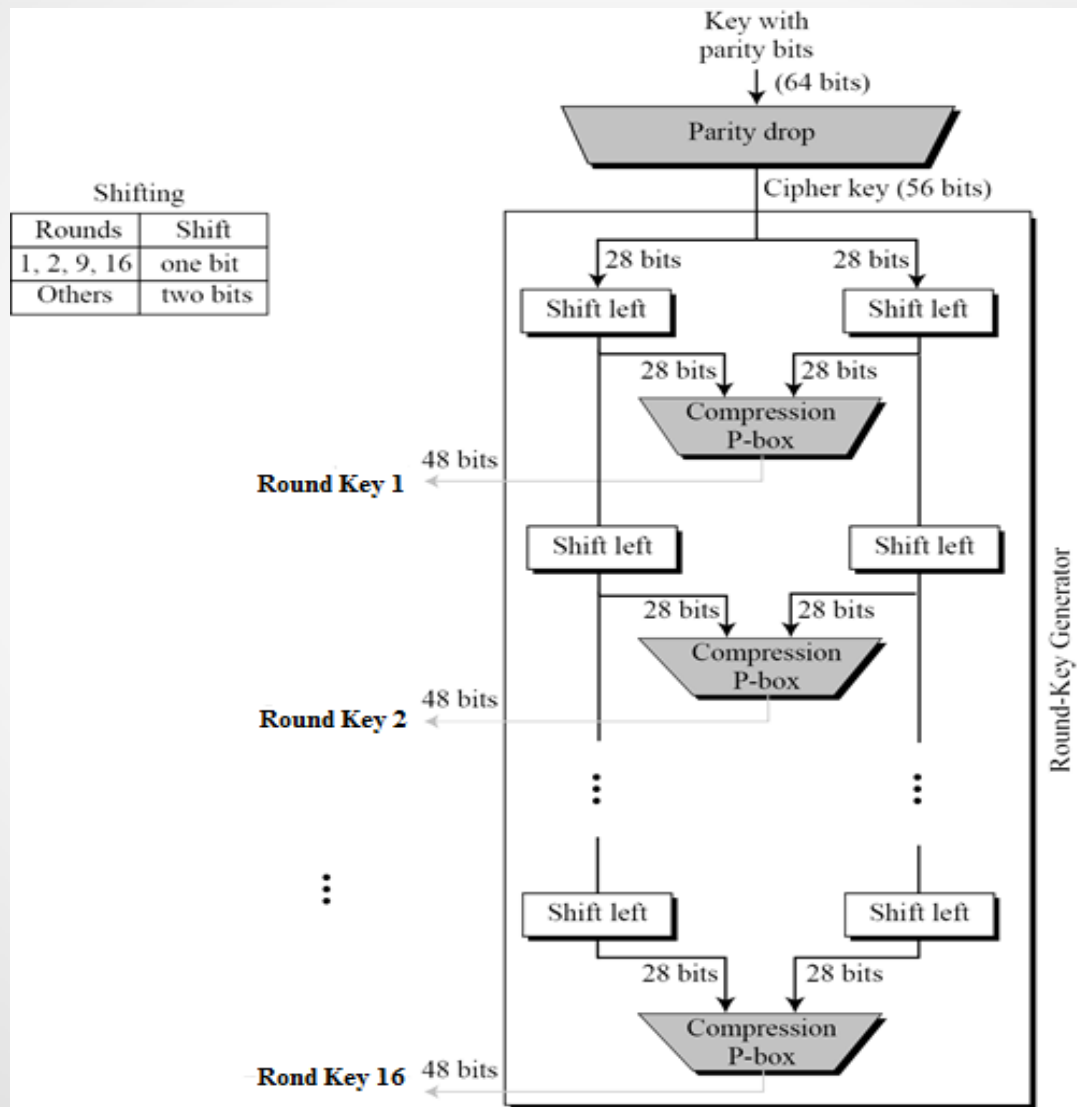 Key with
parity bits
(64 bits)
Parity drop
Cipher key (56 bits)
Shifting
Rounds Shift
1, 2, 9, 16 one bit
Others two bits
28 bits 28 bits
Shift left Shift left
28 bits 28 bits
Compression
P-box
48 bits
Round Key 1
Shift left Shift left
28 bits 28 bits
Compression
P-box
48 bits
Round Key 2
Round-Key Generator
Shift left Shift left
28 bits 28 bits
Compression
P-box
48 bits
Rond Key 16